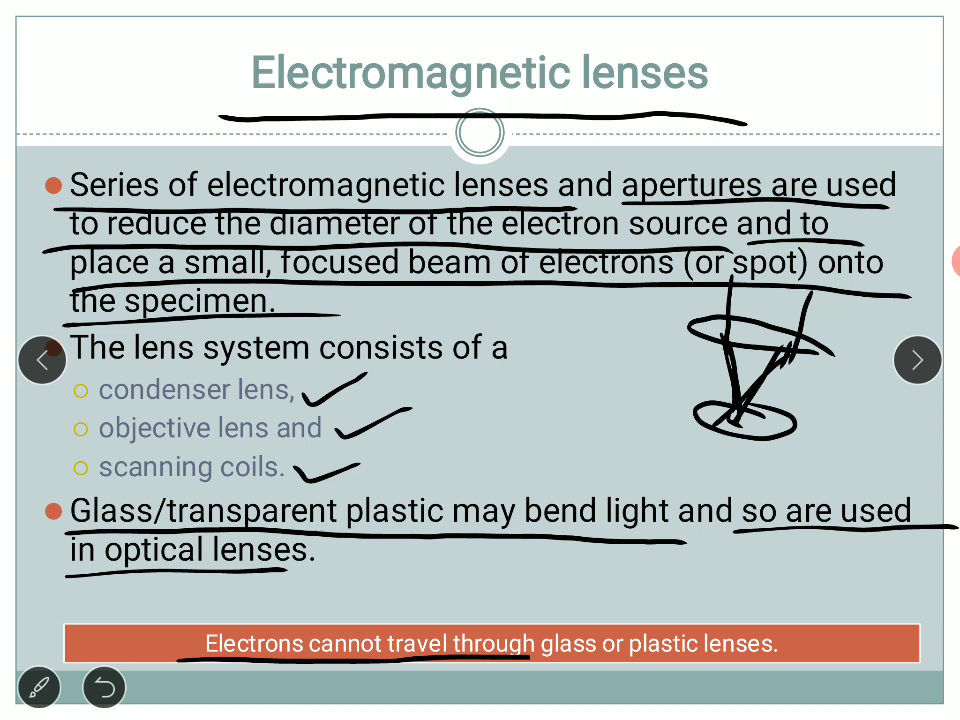 Electromagnetic lenses
Series of electromagnetic lenses and apertures are used
to reduce the diameter of the electron source and to
place a small, focused beam of electrons (or spot) onto
the specimen.
The lens system consists of a
condenser lens,
objective lens and
scanning coils.
Glass/transparent plastic may bend light and so are used
in optical lenses.
Electrons cannot travel through glass or plastic lenses.